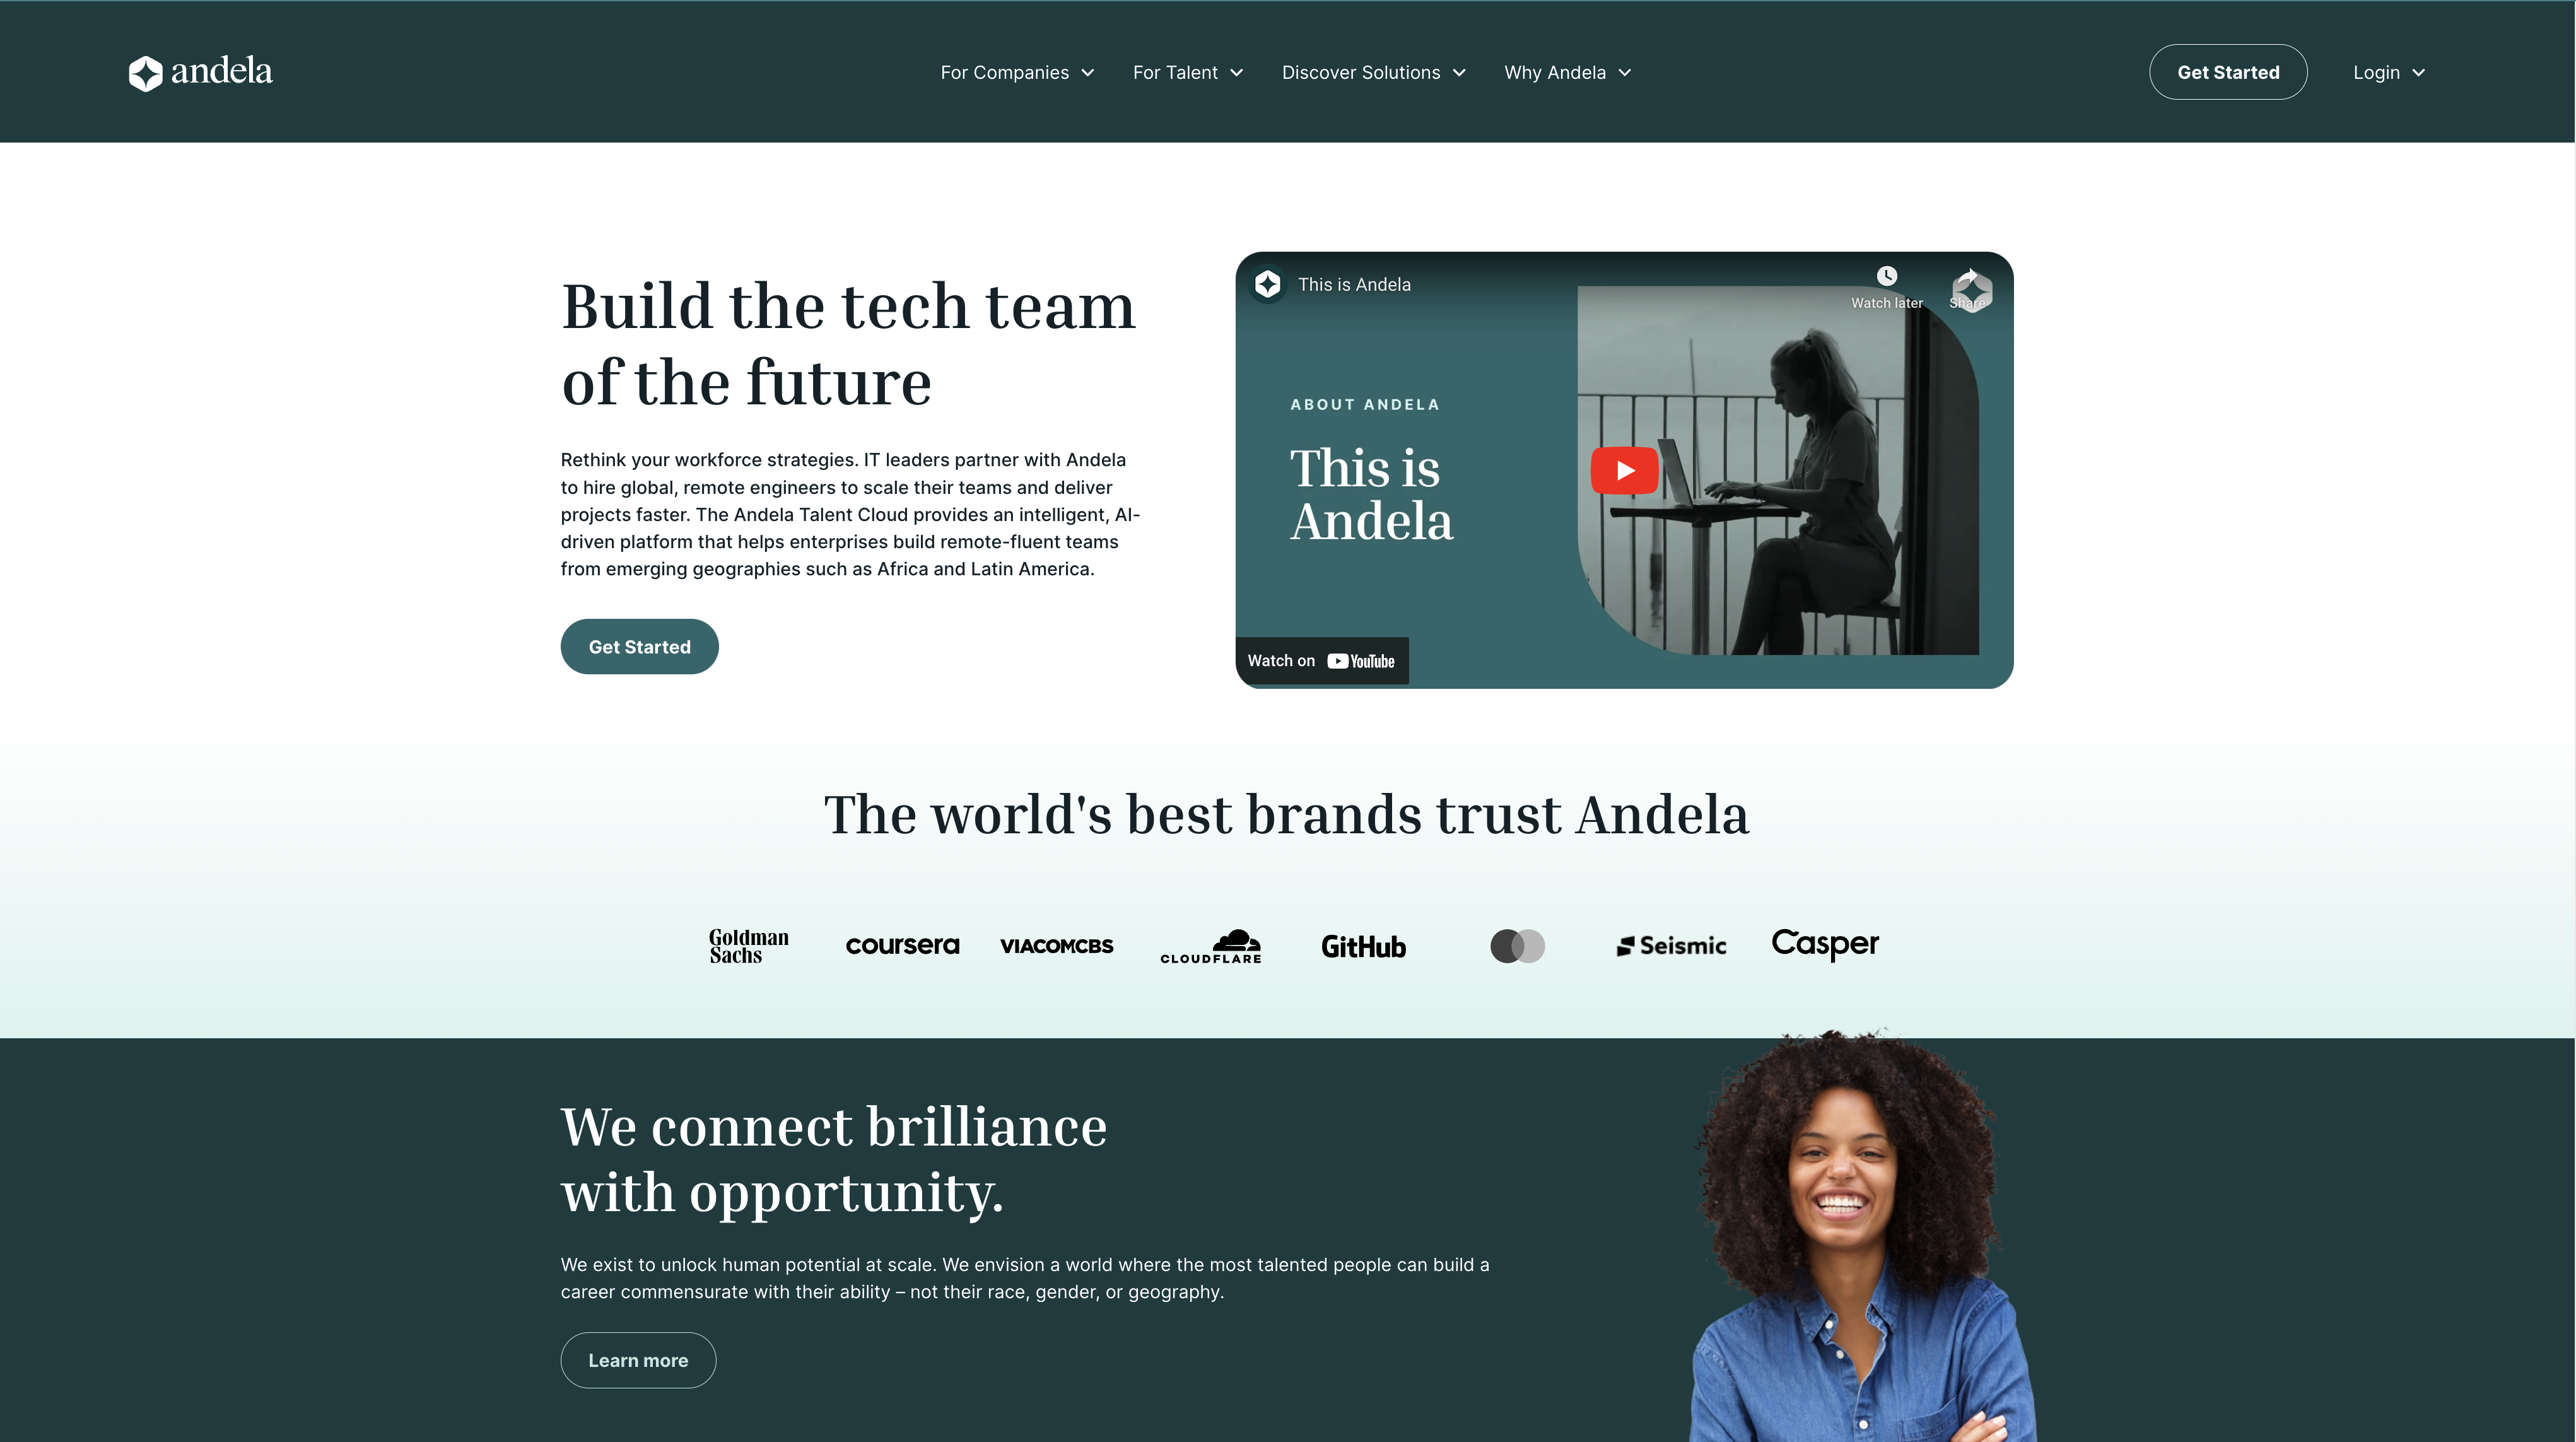 andela
For Companies
For Talent
Discover Solutions
Why Andela
Get Started
Login
Build the tech team
of the future
Rethink your workforce strategies. IT leaders partner with Andela
to hire global, remote engineers to scale their teams and deliver
projects faster. The Andela Talent Cloud provides an intelligent, AI-
driven platform that helps enterprises build remote-fluent teams
from emerging geographies such as Africa and Latin America.
Get Started
This is Andela
Watch later
Share
ABOUT ANDELA
This is
Andela
Watch on YouTube
The world's best brands trust Andela
Goldman
Sachs
coursera
VIACOMCBS
CLOUDFLARE
GitHub
Seismic
Casper
We connect brilliance
with opportunity.
We exist to unlock human potential at scale. We envision a world where the most talented people can build a
career commensurate with their ability – not their race, gender, or geography.
Learn more